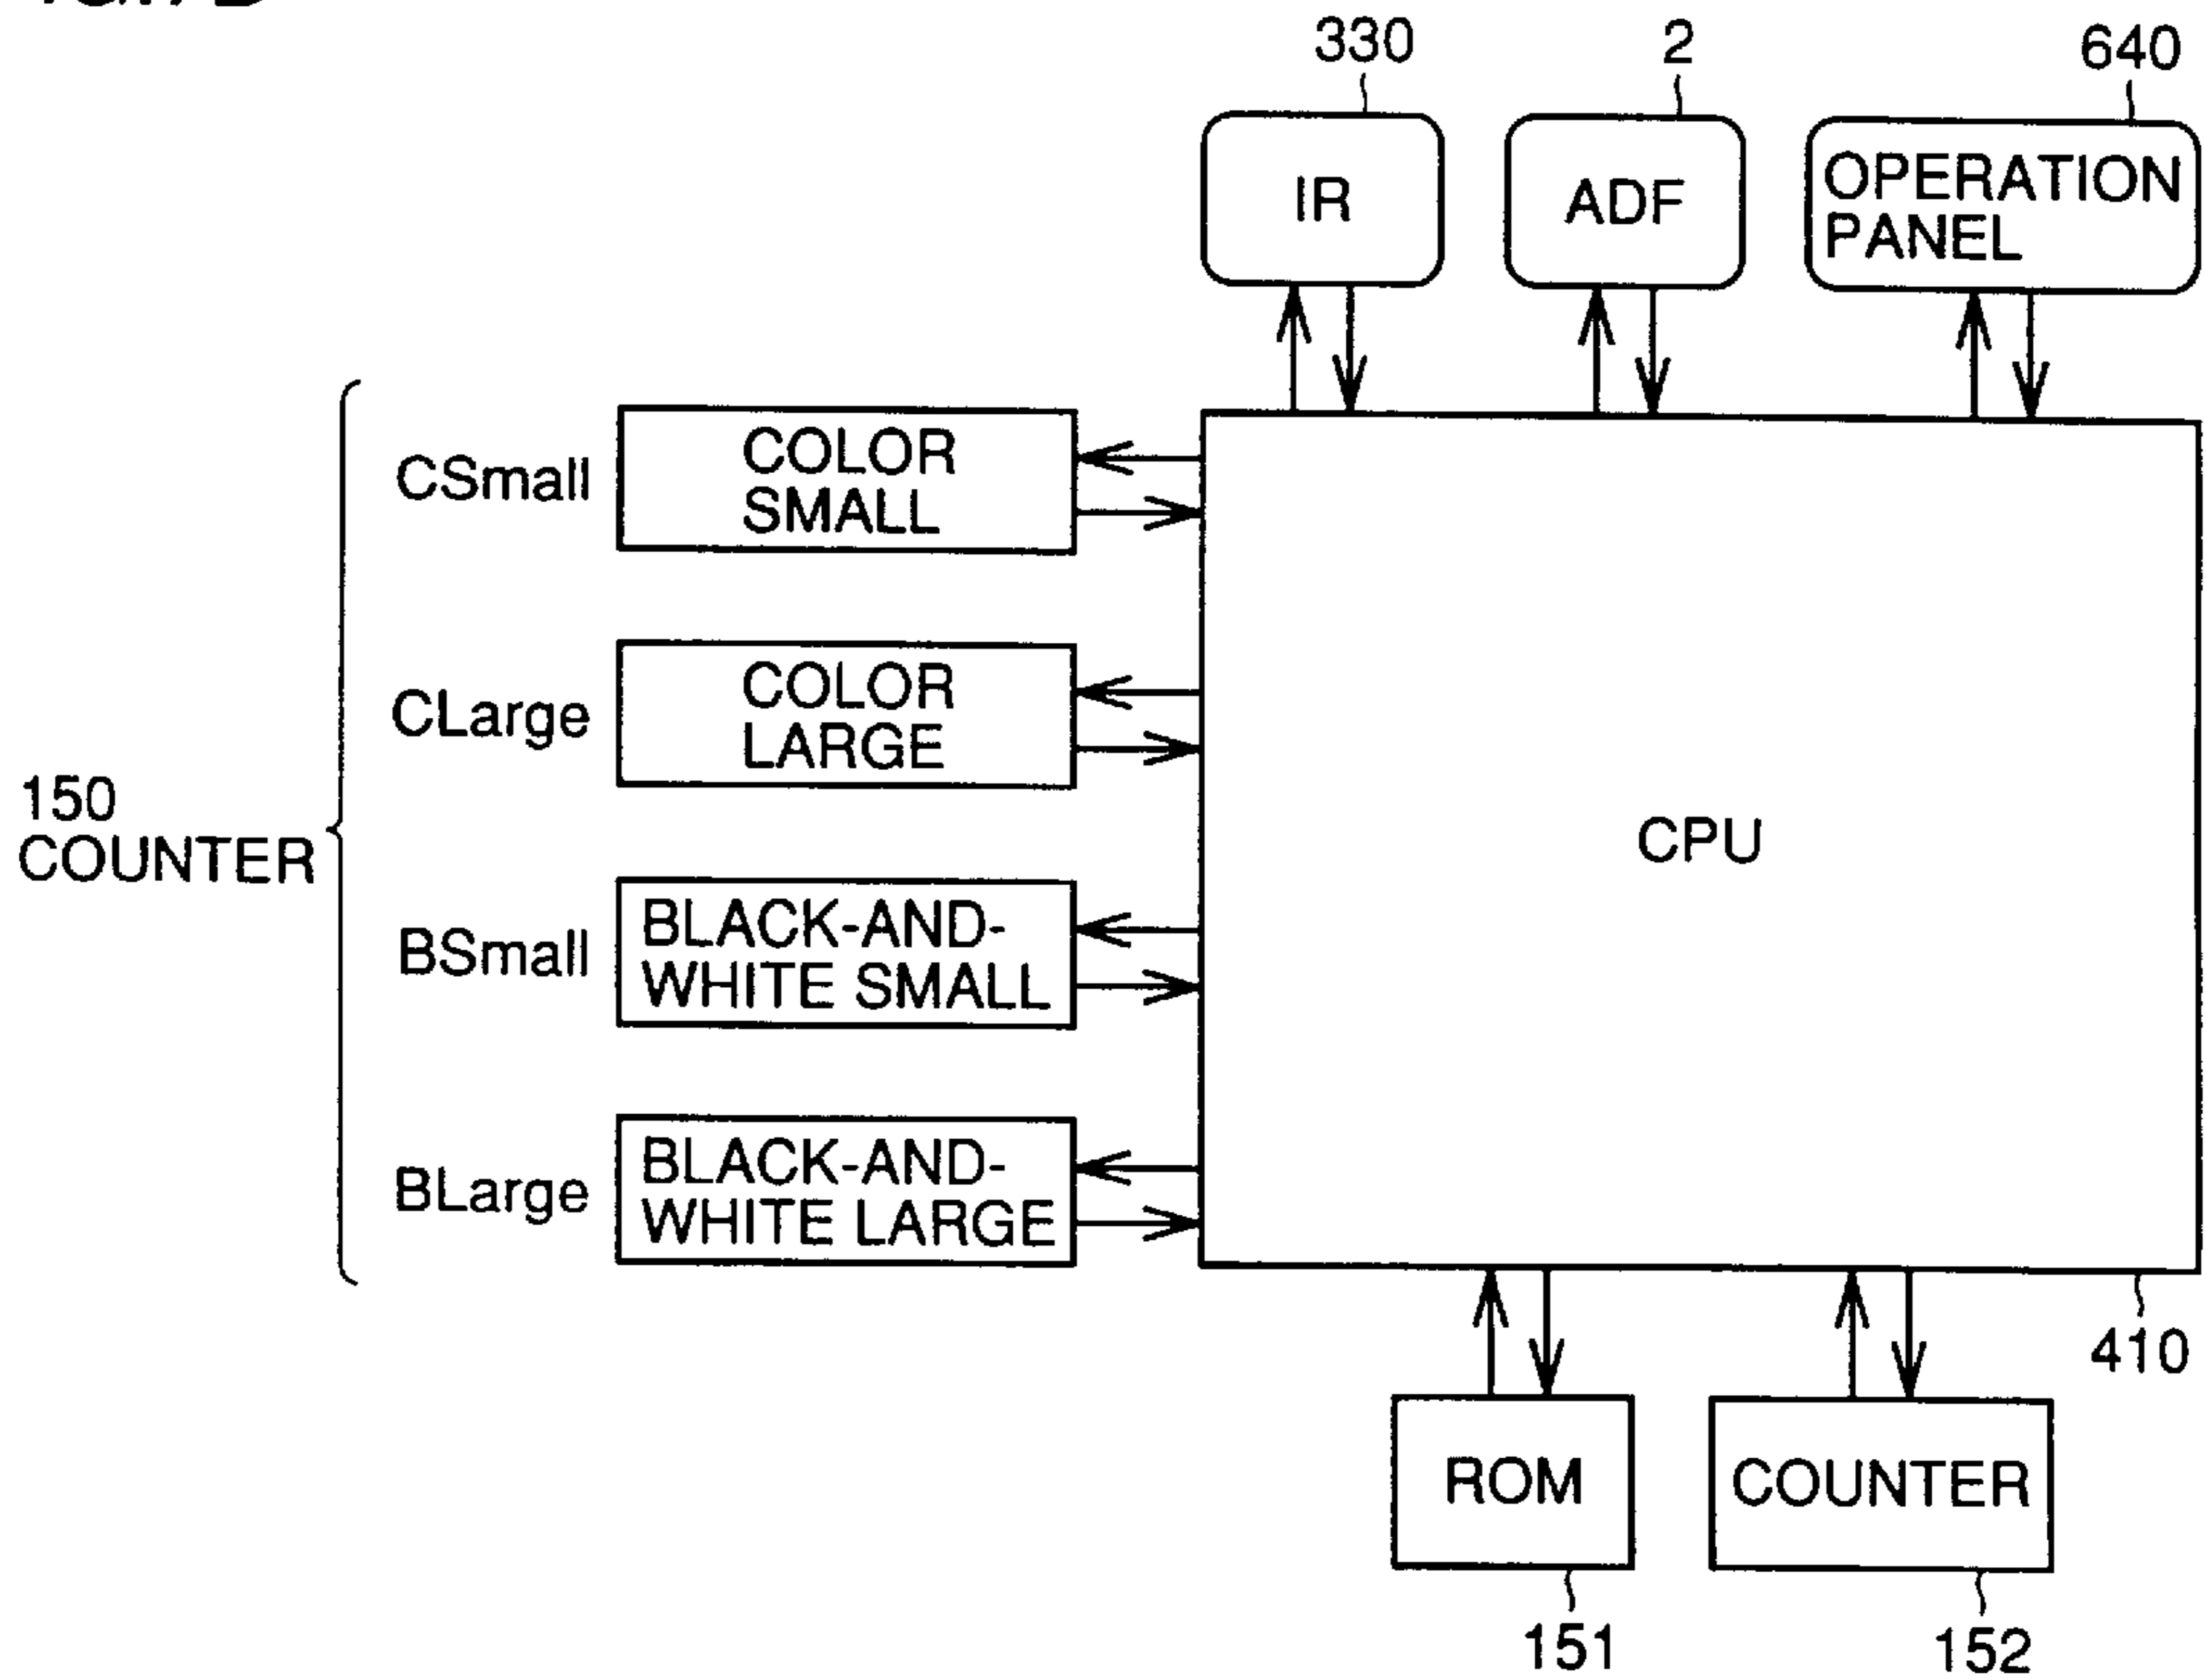 330
2
640
IR
ADF
OPERATION
PANEL
CSmall
COLOR
SMALL
CLarge
COLOR
LARGE
150
COUNTER
CPU
BSmall
BLACK-AND-
WHITE SMALL
BLarge
BLACK-AND-
WHITE LARGE
410
ROM
COUNTER
151
152